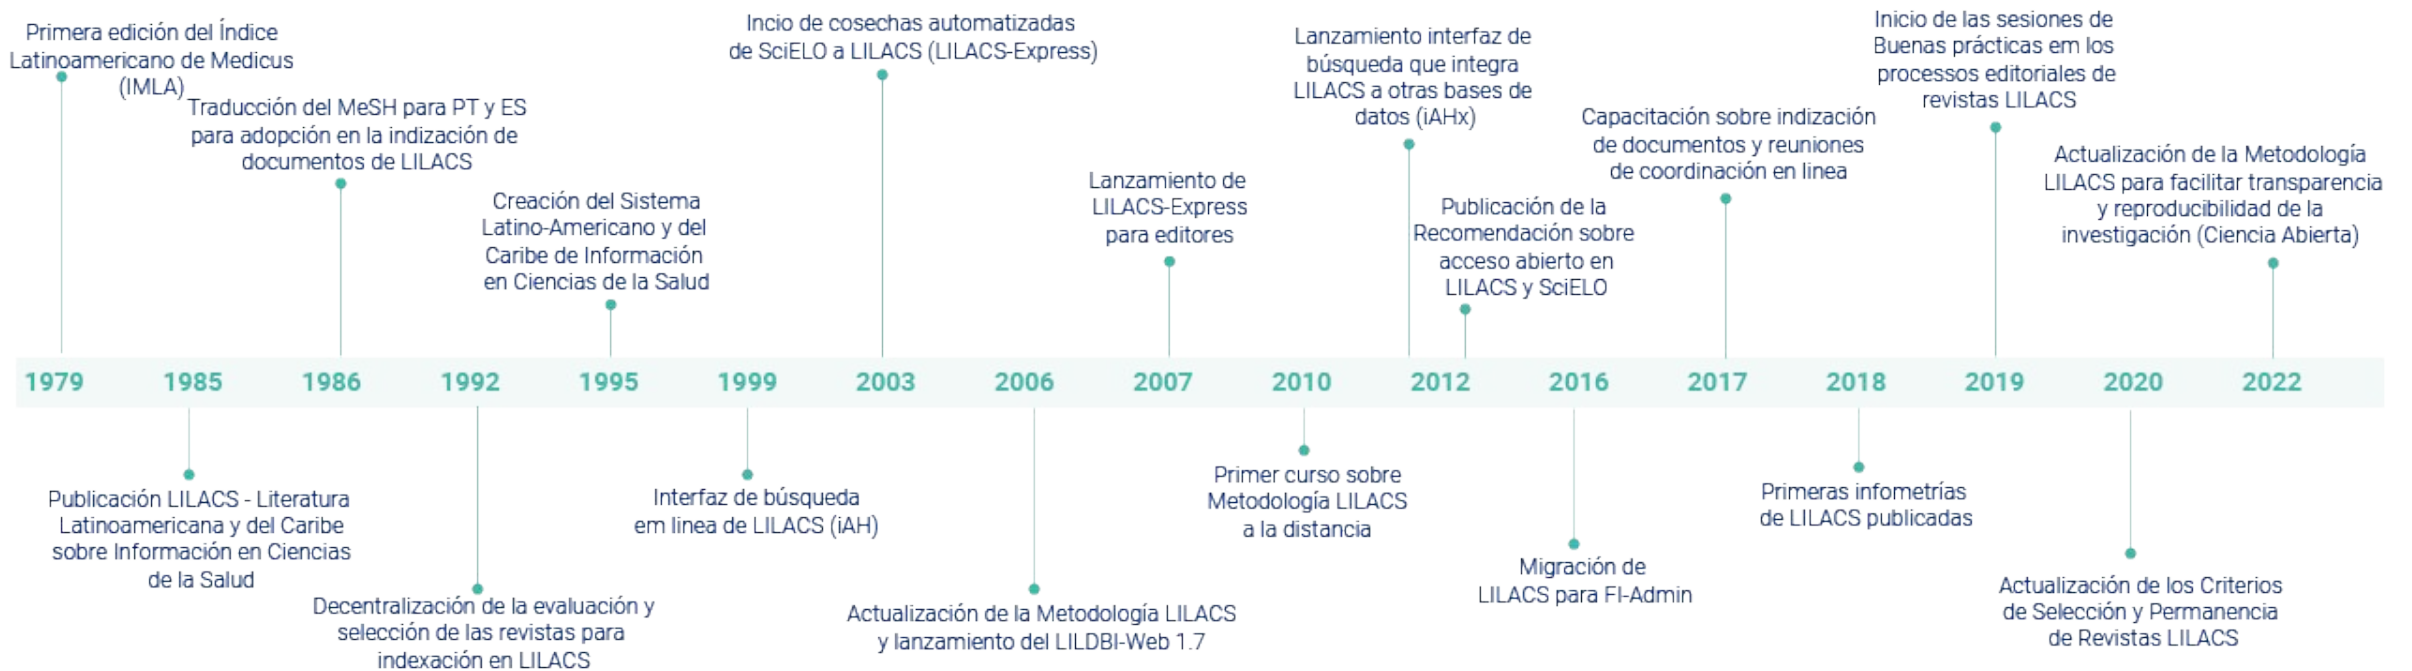 Primera edición del Índice
Latinoamericano de Medicus
(IMLA)
Traducción del MeSH para PT y ES
para adopción en la indización de
documentos de LILACS
Creación del Sistema
Latino-Americano y del
Caribe de Información
en Ciencias de la Salud
Incio de cosechas automatizadas
de SciELO a LILACS (LILACS-Express)
Lanzamiento de
LILACS-Express
para editores
Lanzamiento interfaz de
búsqueda que integra
LILACS a otras bases de
datos (iAHx)
Publicación de la
Recomendación sobre
acceso abierto en
LILACS y SciELO
Capacitación sobre indización
de documentos y reuniones
de coordinación en linea
Inicio de las sesiones de
Buenas prácticas em los
processos editoriales de
revistas LILACS
Actualización de la Metodología
LILACS para facilitar transparencia
y reproducibilidad de la
investigación (Ciencia Abierta)
1979 1985 1986 1992 1995 1999 2003 2006 2007 2010 2012 2016 2017 2018 2019 2020 2022
Publicación LILACS - Literatura
Latinoamericana y del Caribe
sobre Información en Ciencias
de la Salud
Decentralización de la evaluación y
selección de las revistas para
indexación en LILACS
Interfaz de búsqueda
em linea de LILACS (iAH)
Actualización de la Metodología LILACS
y lanzamiento del LILDBI-Web 1.7
Primer curso sobre
Metodología LILACS
a la distancia
Migración de
LILACS para FI-Admin
Primeras infometrías
de LILACS publicadas
Actualización de los Criterios
de Selección y Permanencia
de Revistas LILACS